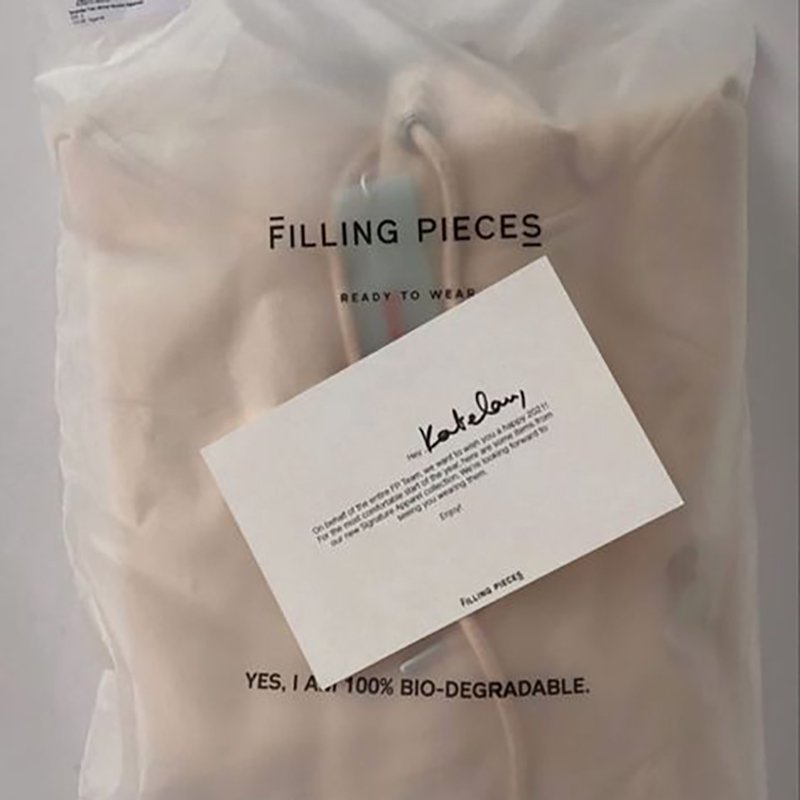 FILLING PIECES
READY TO WEAR
Hey Katelan,
On behalf of the entire FP Team, we want to wish you a happy 2021!
For the most comfortable start of the year, here are some items from
our new Signature Apparel collection. We're looking forward to
seeing you wearing them.
Enjoy!
FILLING PIECES
YES, I AM 100% BIO-DEGRADABLE.